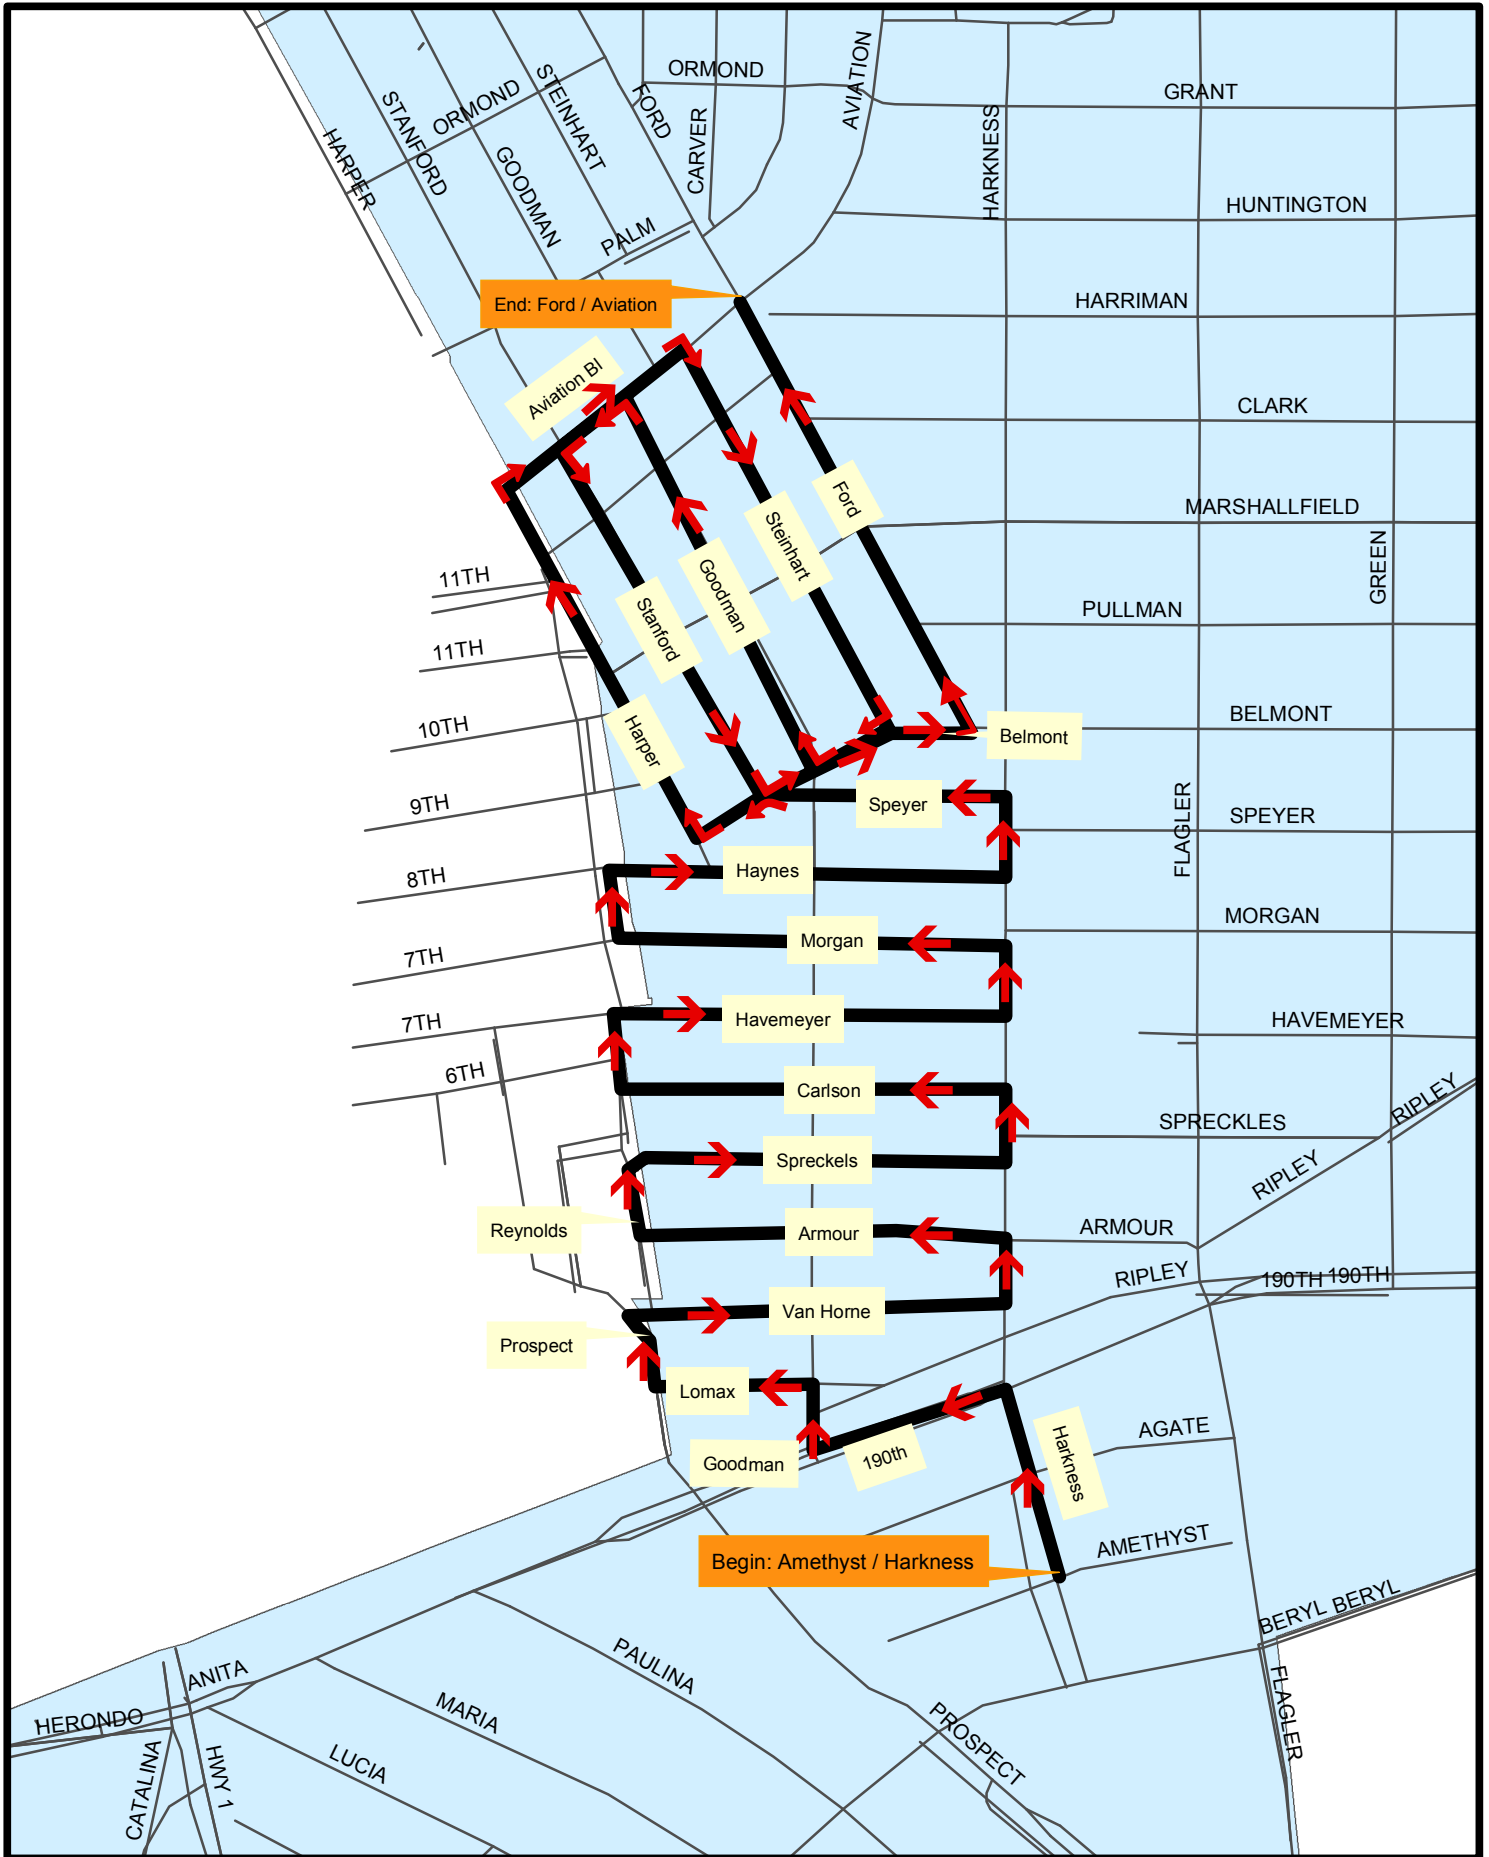 ORMOND
AVIATION
STEINHART
FORD
STANFORD
ORMOND
GRANT
HARPER
GOODMAN
CARVER
HARKNESS
HUNTINGTON
PALM
End: Ford / Aviation
HARRIMAN
Aviation Bl
CLARK
Ford
MARSHALLFIELD
Steinhart
GREEN
11TH
Goodman
PULLMAN
Stanford
11TH
10TH
Harper
Belmont
BELMONT
9TH
Speyer
SPEYER
FLAGLER
8TH
Haynes
MORGAN
7TH
Morgan
7TH
Havemeyer
HAVEMEYER
6TH
Carlson
RIPLEY
SPRECKLES
Spreckels
RIPLEY
Reynolds
Armour
ARMOUR
RIPLEY
190TH
190TH
Van Horne
Prospect
Lomax
Harkness
AGATE
Goodman
190th
Begin: Amethyst / Harkness
AMETHYST
BERYL
BERYL
ANITA
PAULINA
HERONDO
MARIA
FLAGLER
LUCIA
PROSPECT
CATALINA
HWY 1